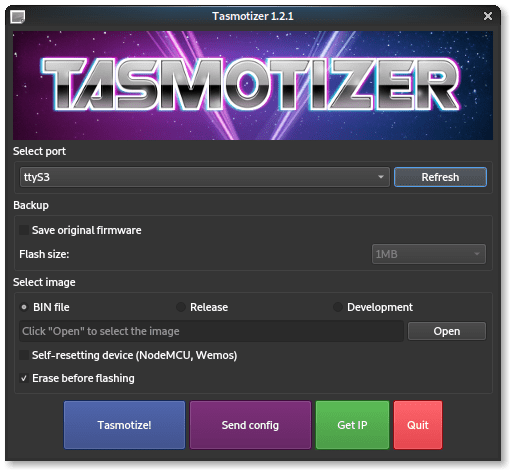 Tasmotizer 1.2.1
TASMOTIZER
Select port
ttyS3
Refresh
Backup
Save original firmware
Flash size:
1MB
Select image
BIN file
Release
Development
Click "Open" to select the image
Open
Self-resetting device (NodeMCU, Wemos)
Erase before flashing
Tasmotize!
Send config
Get IP
Quit